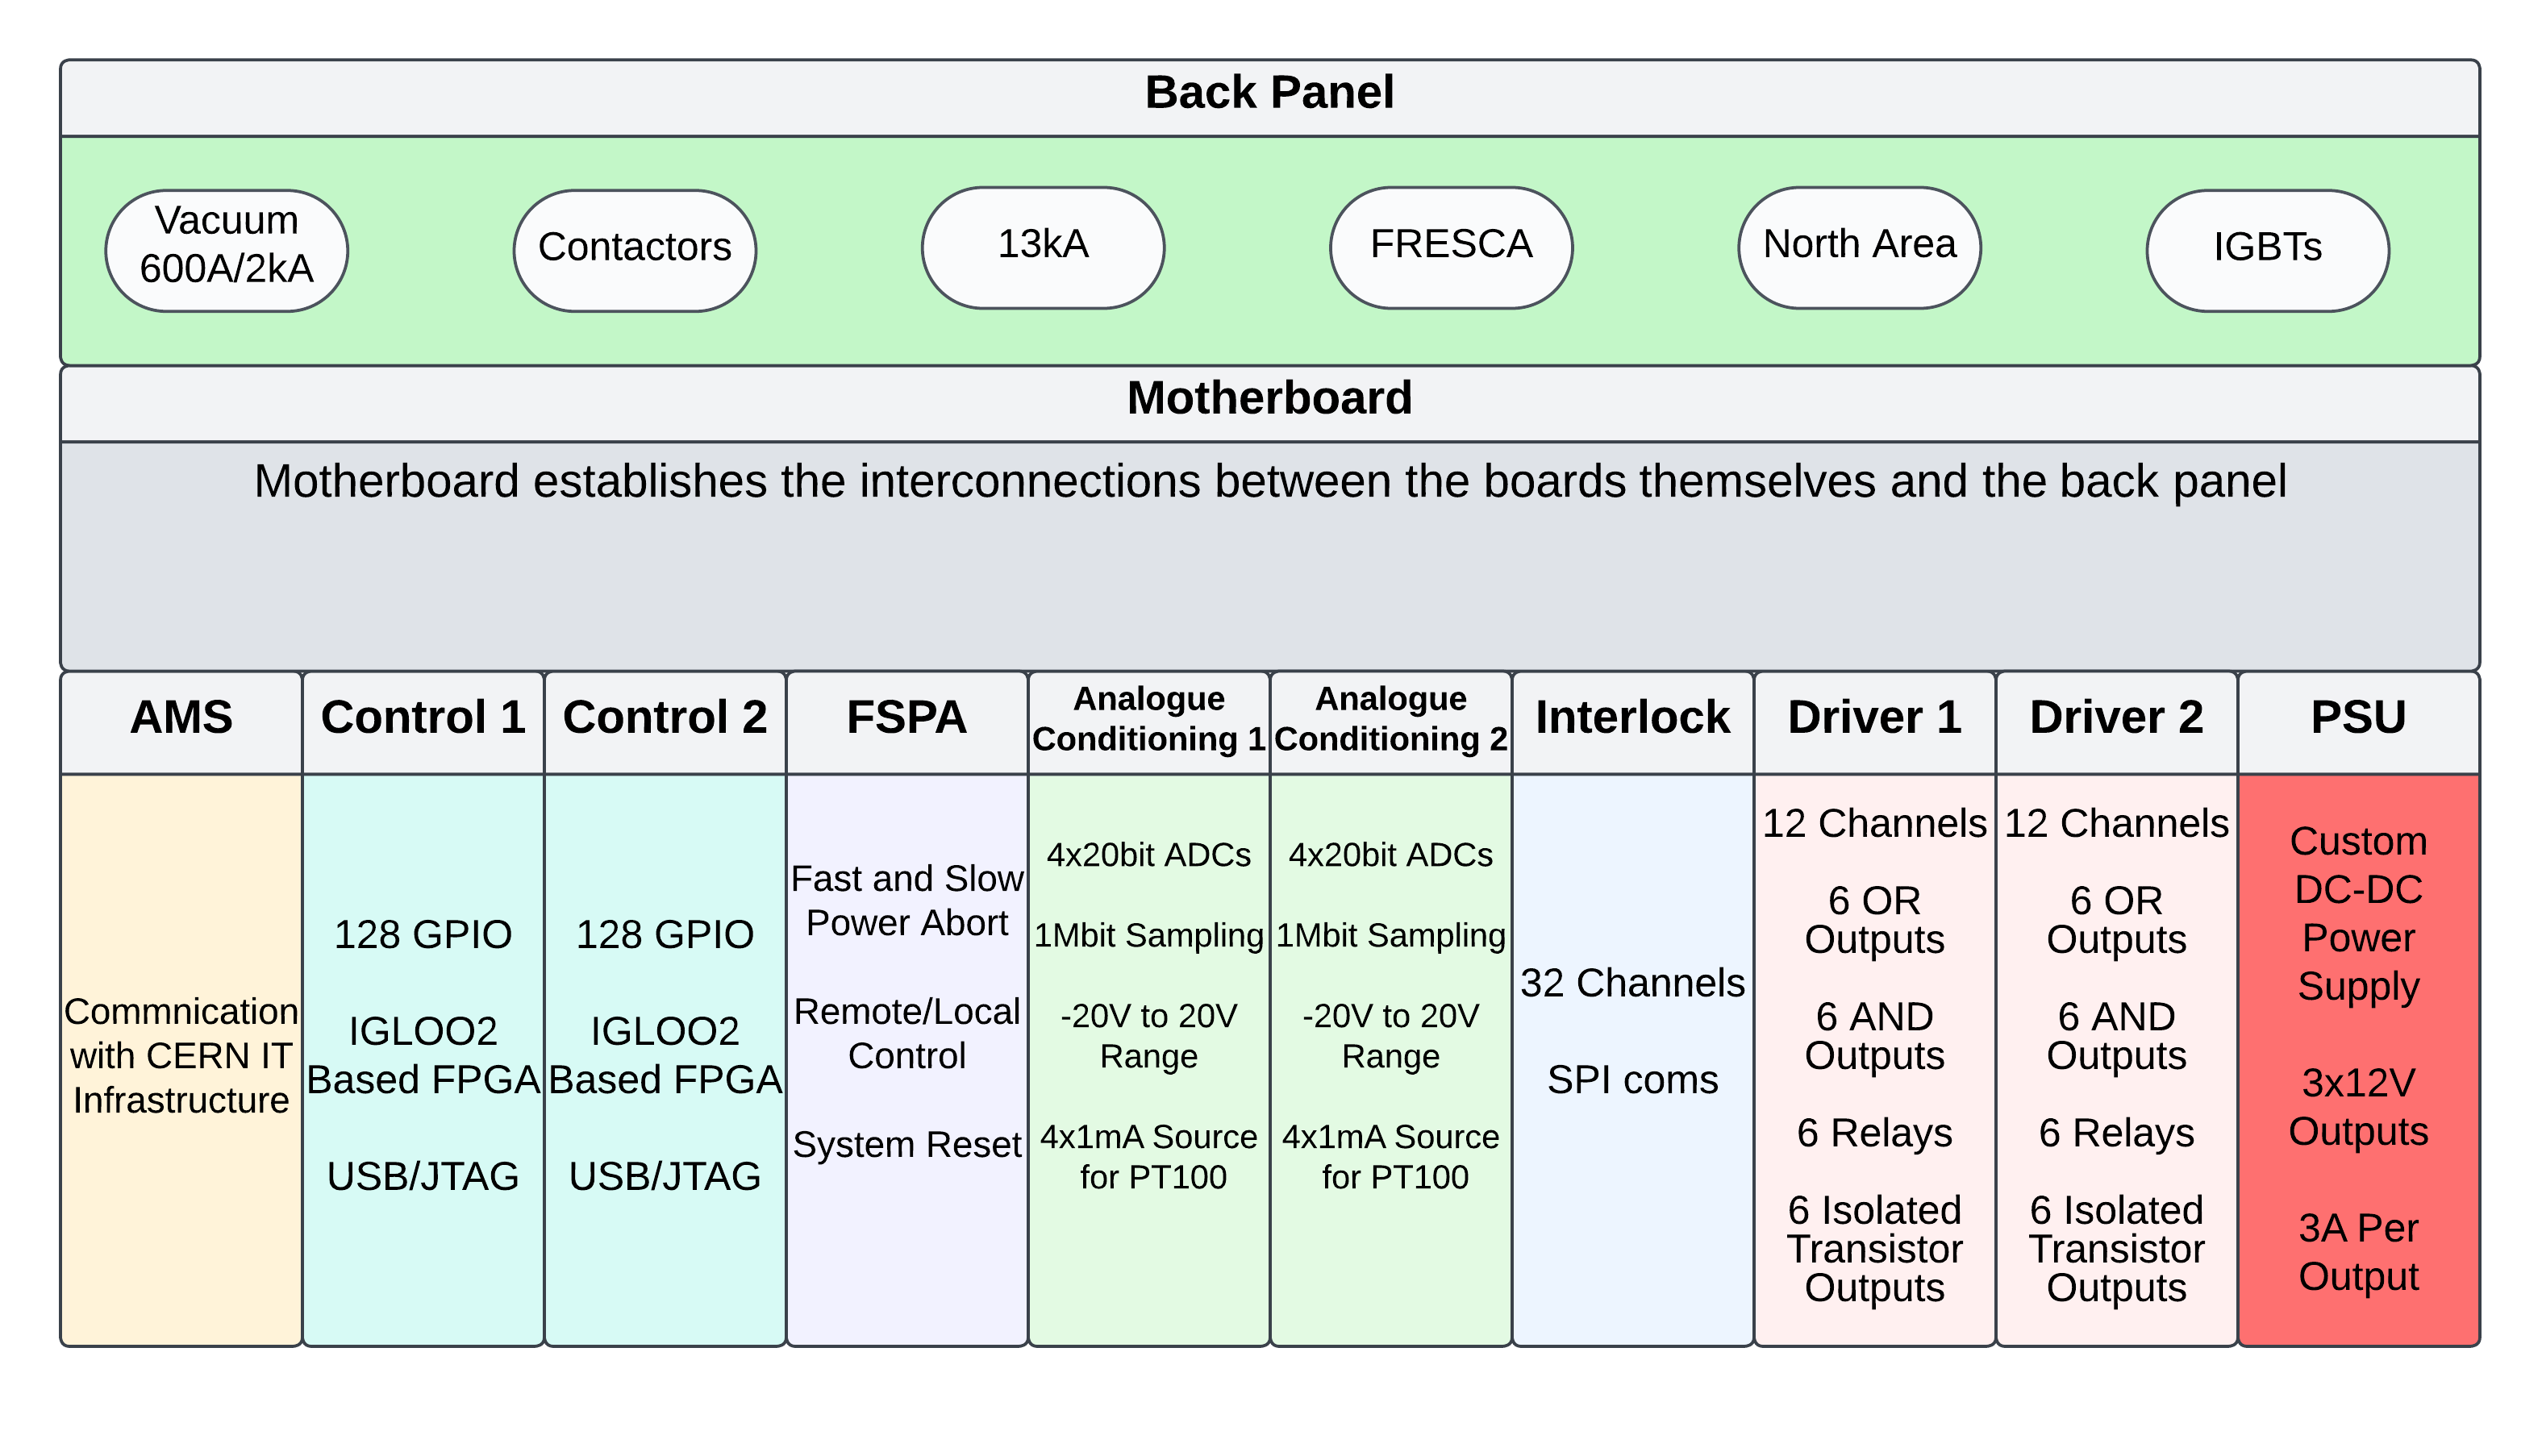 Back Panel
Vacuum
600A/2kA
Contactors
13kA
FRESCA
North Area
IGBTs
Motherboard
Motherboard establishes the interconnections between the boards themselves and the back panel
AMS
Commnication
with CERN IT
Infrastructure
Control 1
128 GPIO
IGLOO2
Based FPGA
USB/JTAG
Control 2
128 GPIO
IGLOO2
Based FPGA
USB/JTAG
FSPA
Fast and Slow
Power Abort
Remote/Local
Control
System Reset
Analogue
Conditioning 1
4x20bit ADCs
1Mbit Sampling
-20V to 20V
Range
4x1mA Source
for PT100
Analogue
Conditioning 2
4x20bit ADCs
1Mbit Sampling
-20V to 20V
Range
4x1mA Source
for PT100
Interlock
32 Channels
SPI coms
Driver 1
12 Channels
6 OR
Outputs
6 AND
Outputs
6 Relays
6 Isolated
Transistor
Outputs
Driver 2
12 Channels
6 OR
Outputs
6 AND
Outputs
6 Relays
6 Isolated
Transistor
Outputs
PSU
Custom
DC-DC
Power
Supply
3x12V
Outputs
3A Per
Output